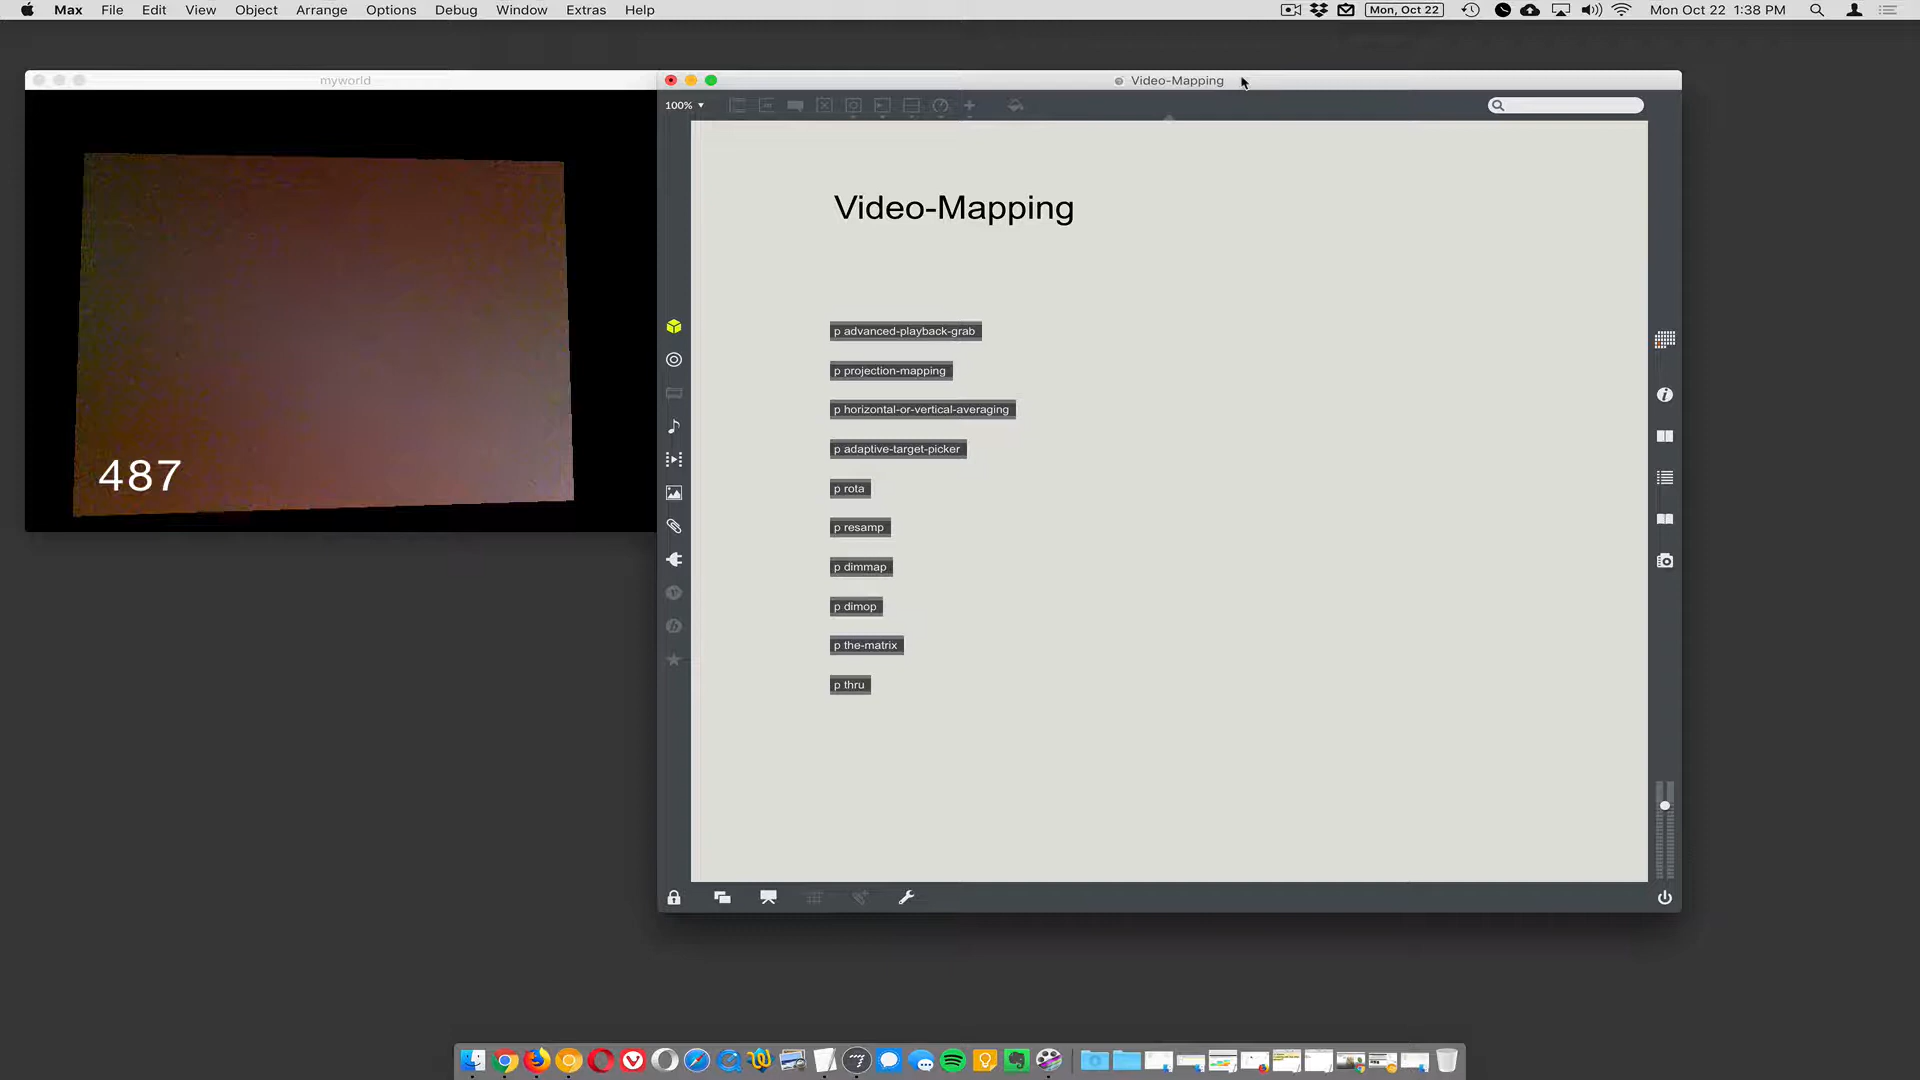 Max File Edit View Object Arrange Options Debug Window Extras Help Mon, Oct 22 Mon Oct 22 1:38 PM
myworld
Video-Mapping
100%
Video-Mapping
p advanced-playback-grab
p projection-mapping
p horizontal-or-vertical-averaging
p adaptive-target-picker
p rota
p resamp
p dimmap
p dimop
p the-matrix
p thru
487